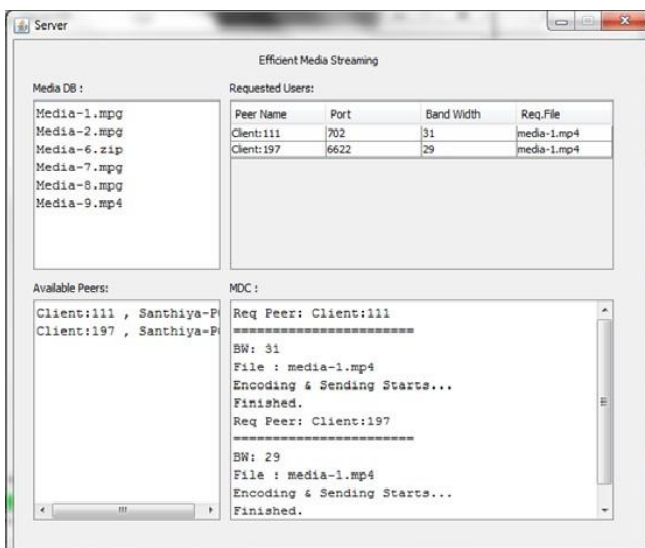 Server
Efficient Media Streaming
Media DB :
Media-1.mpg
Media-2.mpg
Media-6.zip
Media-7.mpg
Media-8.mpg
Media-9.mp4
Requested Users:
Peer Name Port Band Width Req.File
Client:111 702 31 media-1.mp4
Client:197 6622 29 media-1.mp4
Available Peers:
Client:111 , Santhiya-P
Client:197 , Santhiya-P
MDC :
Req Peer: Client:111
========================
BW: 31
File : media-1.mp4
Encoding & Sending Starts...
Finished.
Req Peer: Client:197
========================
BW: 29
File : media-1.mp4
Encoding & Sending Starts...
Finished.